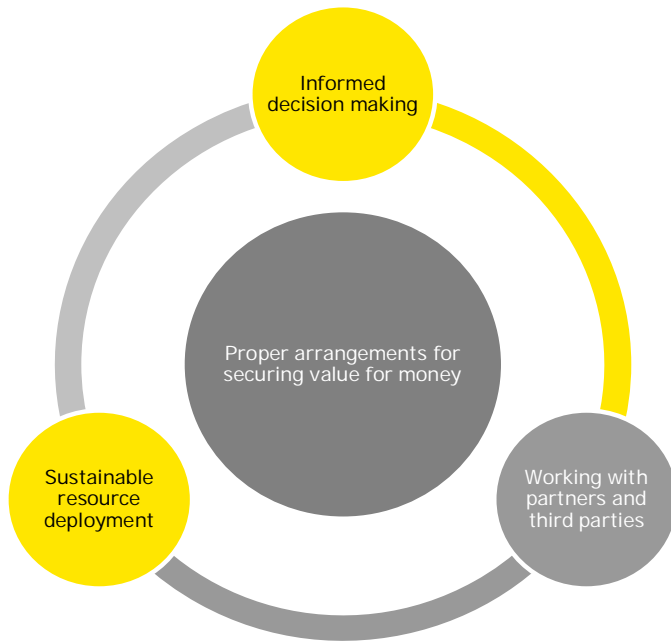 Informed
decision making
Proper arrangements for
securing value for money
Sustainable
resource
deployment
Working with
partners and
third parties